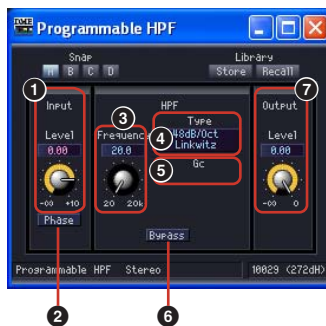 DME Programmable HPF
Snap
Library
A B C D
Store Recall
1
7
Input
3
HPF
Output
Type
Level
Frequency
4
48dB/Oct
Linkwitz
Level
0.00
20.0
5
Gc
0.00
-∞ +10
20 20k
-∞ 0
Phase
Bypass
Programmable HPF Stereo
10029 (272dH)
2
6